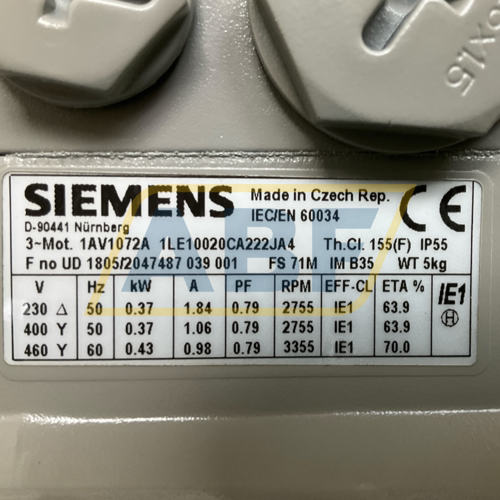 PX1.5
SIEMENS
Made in Czech Rep.
IEC/EN 60034
CE
D-90441 Nürnberg
3~Mot. 1AV1072A 1LE10020CA222JA4 Th.Cl. 155(F) IP55
F no UD 1805/2047487 039 001 FS 71M IM B35 WT 5kg
V Hz kW A PF RPM EFF-CL ETA % IE1
230 Δ 50 0.37 1.84 0.79 2755 IE1 63.9 H
400 Y 50 0.37 1.06 0.79 2755 IE1 63.9
460 Y 60 0.43 0.98 0.79 3355 IE1 70.0
ABF